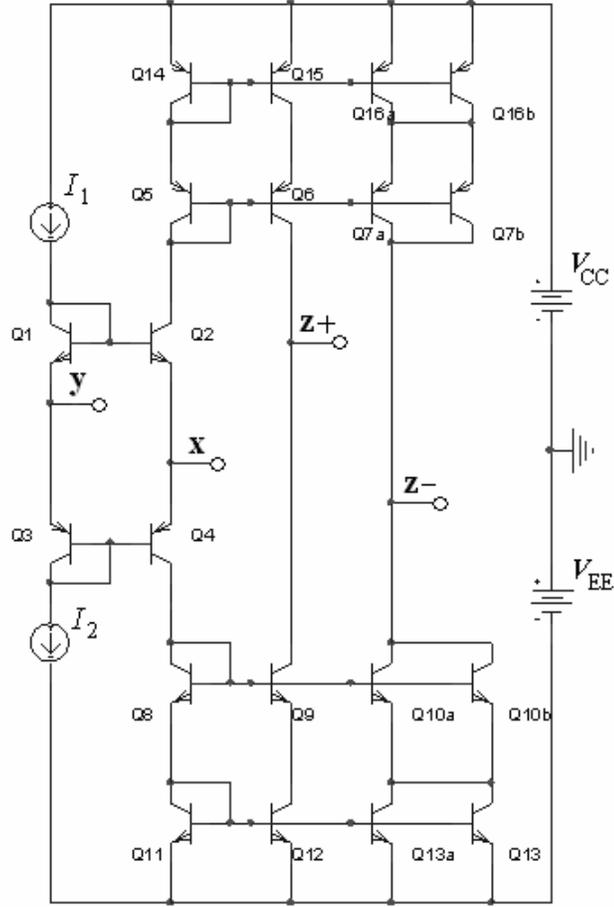 Q14 Q15
Q16a Q16b
I1 Q5 Q6
Q7a Q7b
VCC
Q1 Q2 z+
y
x
z−
Q3 Q4
VEE
I2
Q8 Q9 Q10a Q10b
Q11 Q12 Q13a Q13